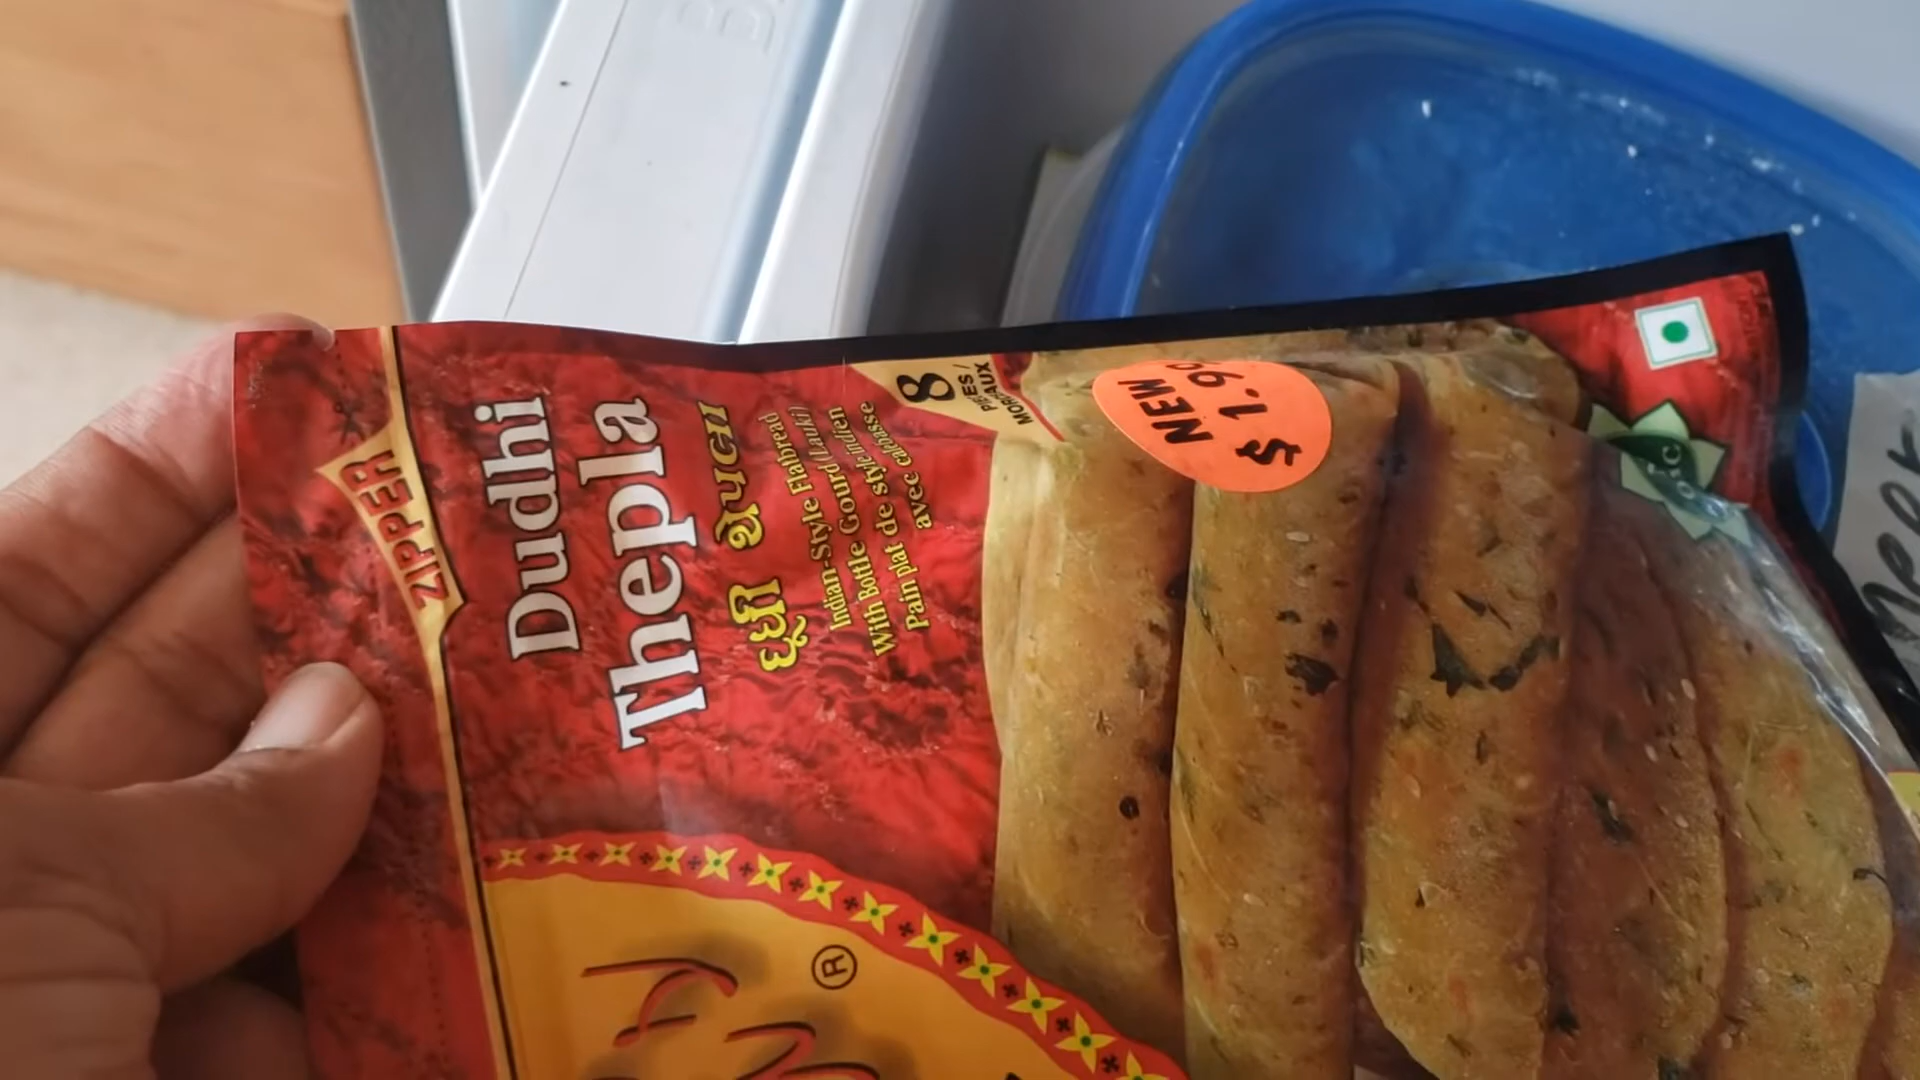 ZIPPER
Dudhi
Thepla
દૂધી થેપલા
Indian-Style Flatbread
With Bottle Gourd (Lauki)
Pain plat de style indien
avec calebasse
8
PIECES /
MORCEAUX
NEW
$ 1.9
®